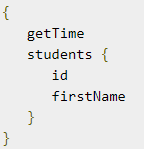 {
   getTime
   students {
      id
      firstName
   }
}